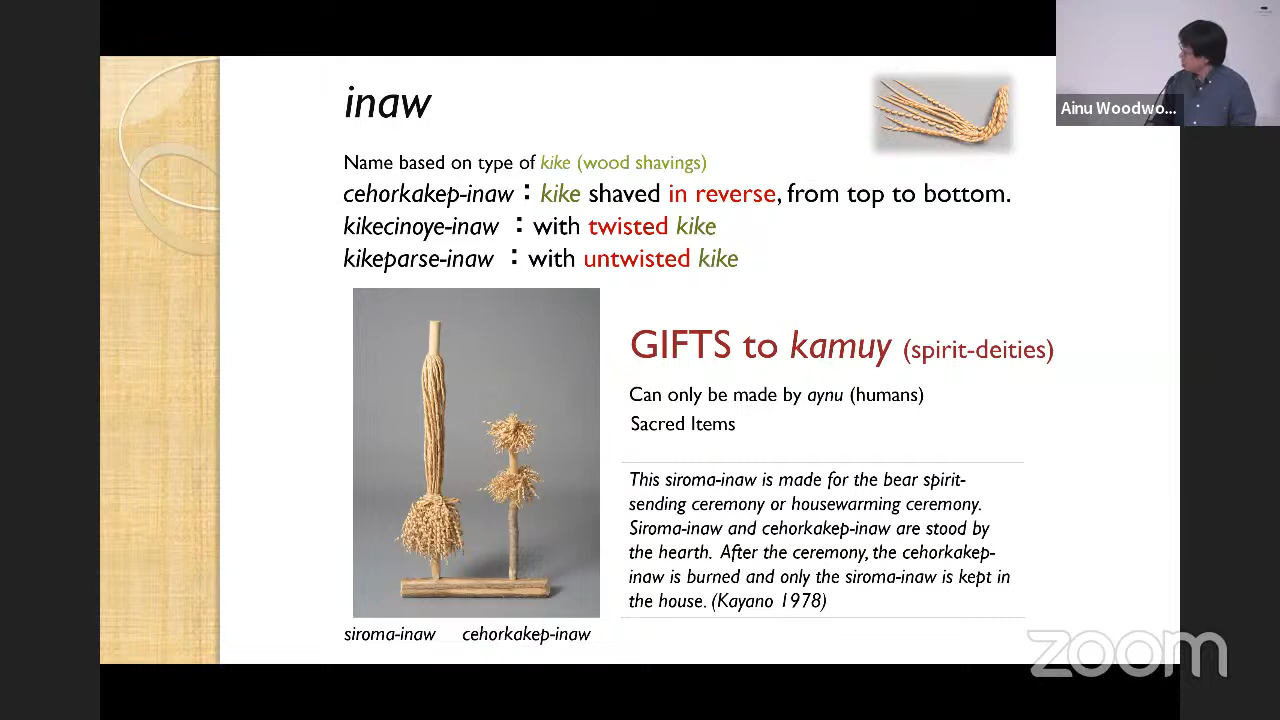 inaw
Name based on type of kike (wood shavings)
cehorkakep-inaw : kike shaved in reverse, from top to bottom.
kikecinoye-inaw : with twisted kike
kikeparse-inaw : with untwisted kike
GIFTS to kamuy (spirit-deities)
Can only be made by aynu (humans)
Sacred Items
This siroma-inaw is made for the bear spirit-
sending ceremony or housewarming ceremony.
Siroma-inaw and cehorkakep-inaw are stood by
the hearth. After the ceremony, the cehorkakep-
inaw is burned and only the siroma-inaw is kept in
the house. (Kayano 1978)
siroma-inaw cehorkakep-inaw
Ainu Woodwo...
zoom